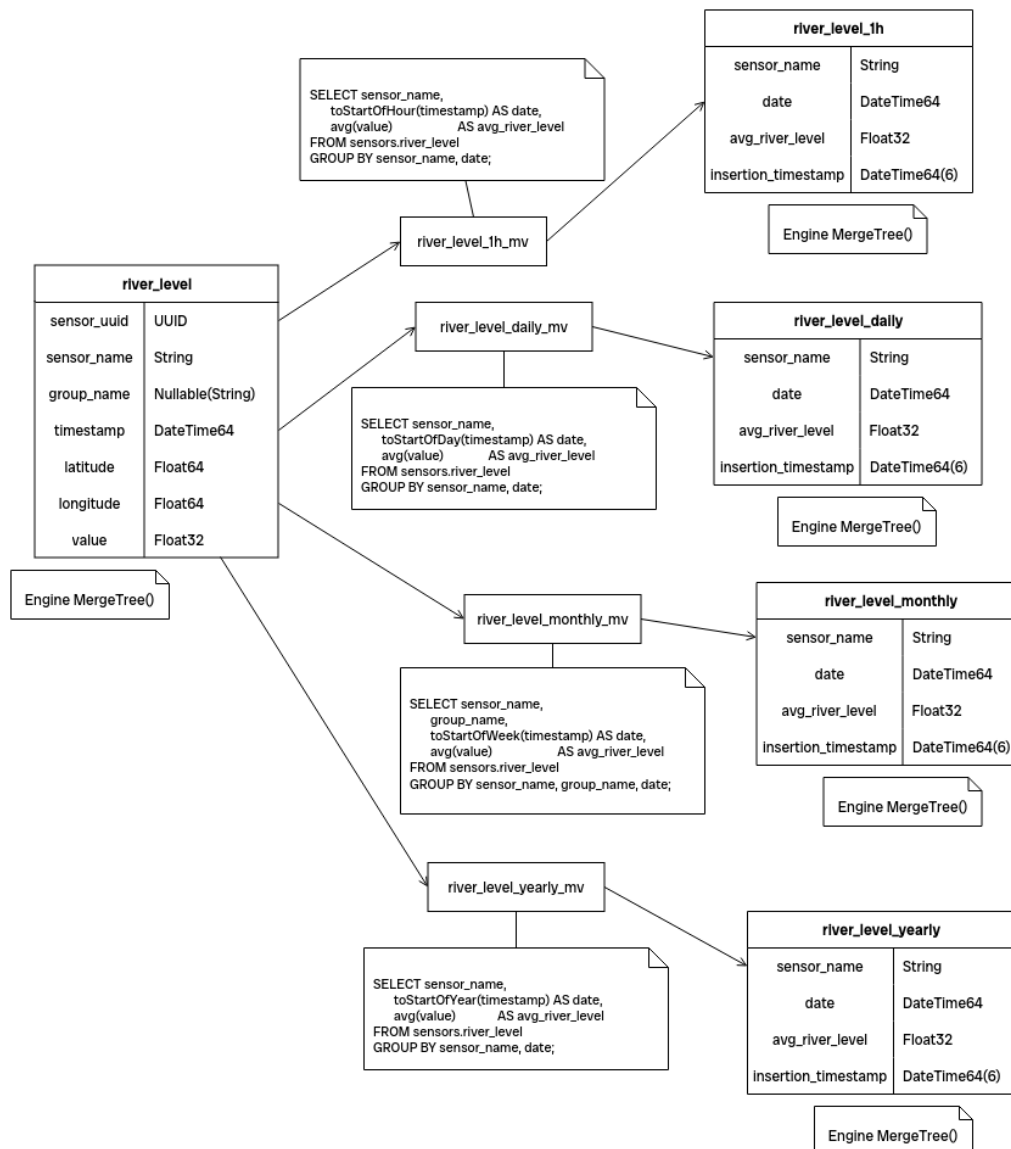 river_level_1h
sensor_name String
date DateTime64
avg_river_level Float32
insertion_timestamp DateTime64(6)
Engine MergeTree()
SELECT sensor_name,
toStartOfHour(timestamp) AS date,
avg(value) AS avg_river_level
FROM sensors.river_level
GROUP BY sensor_name, date;
river_level_1h_mv
river_level
sensor_uuid UUID
sensor_name String
group_name Nullable(String)
timestamp DateTime64
latitude Float64
longitude Float64
value Float32
Engine MergeTree()
river_level_daily_mv
SELECT sensor_name,
toStartOfDay(timestamp) AS date,
avg(value) AS avg_river_level
FROM sensors.river_level
GROUP BY sensor_name, date;
river_level_daily
sensor_name String
date DateTime64
avg_river_level Float32
insertion_timestamp DateTime64(6)
Engine MergeTree()
river_level_monthly_mv
SELECT sensor_name,
group_name,
toStartOfWeek(timestamp) AS date,
avg(value) AS avg_river_level
FROM sensors.river_level
GROUP BY sensor_name, group_name, date;
river_level_monthly
sensor_name String
date DateTime64
avg_river_level Float32
insertion_timestamp DateTime64(6)
Engine MergeTree()
river_level_yearly_mv
SELECT sensor_name,
toStartOfYear(timestamp) AS date,
avg(value) AS avg_river_level
FROM sensors.river_level
GROUP BY sensor_name, date;
river_level_yearly
sensor_name String
date DateTime64
avg_river_level Float32
insertion_timestamp DateTime64(6)
Engine MergeTree()